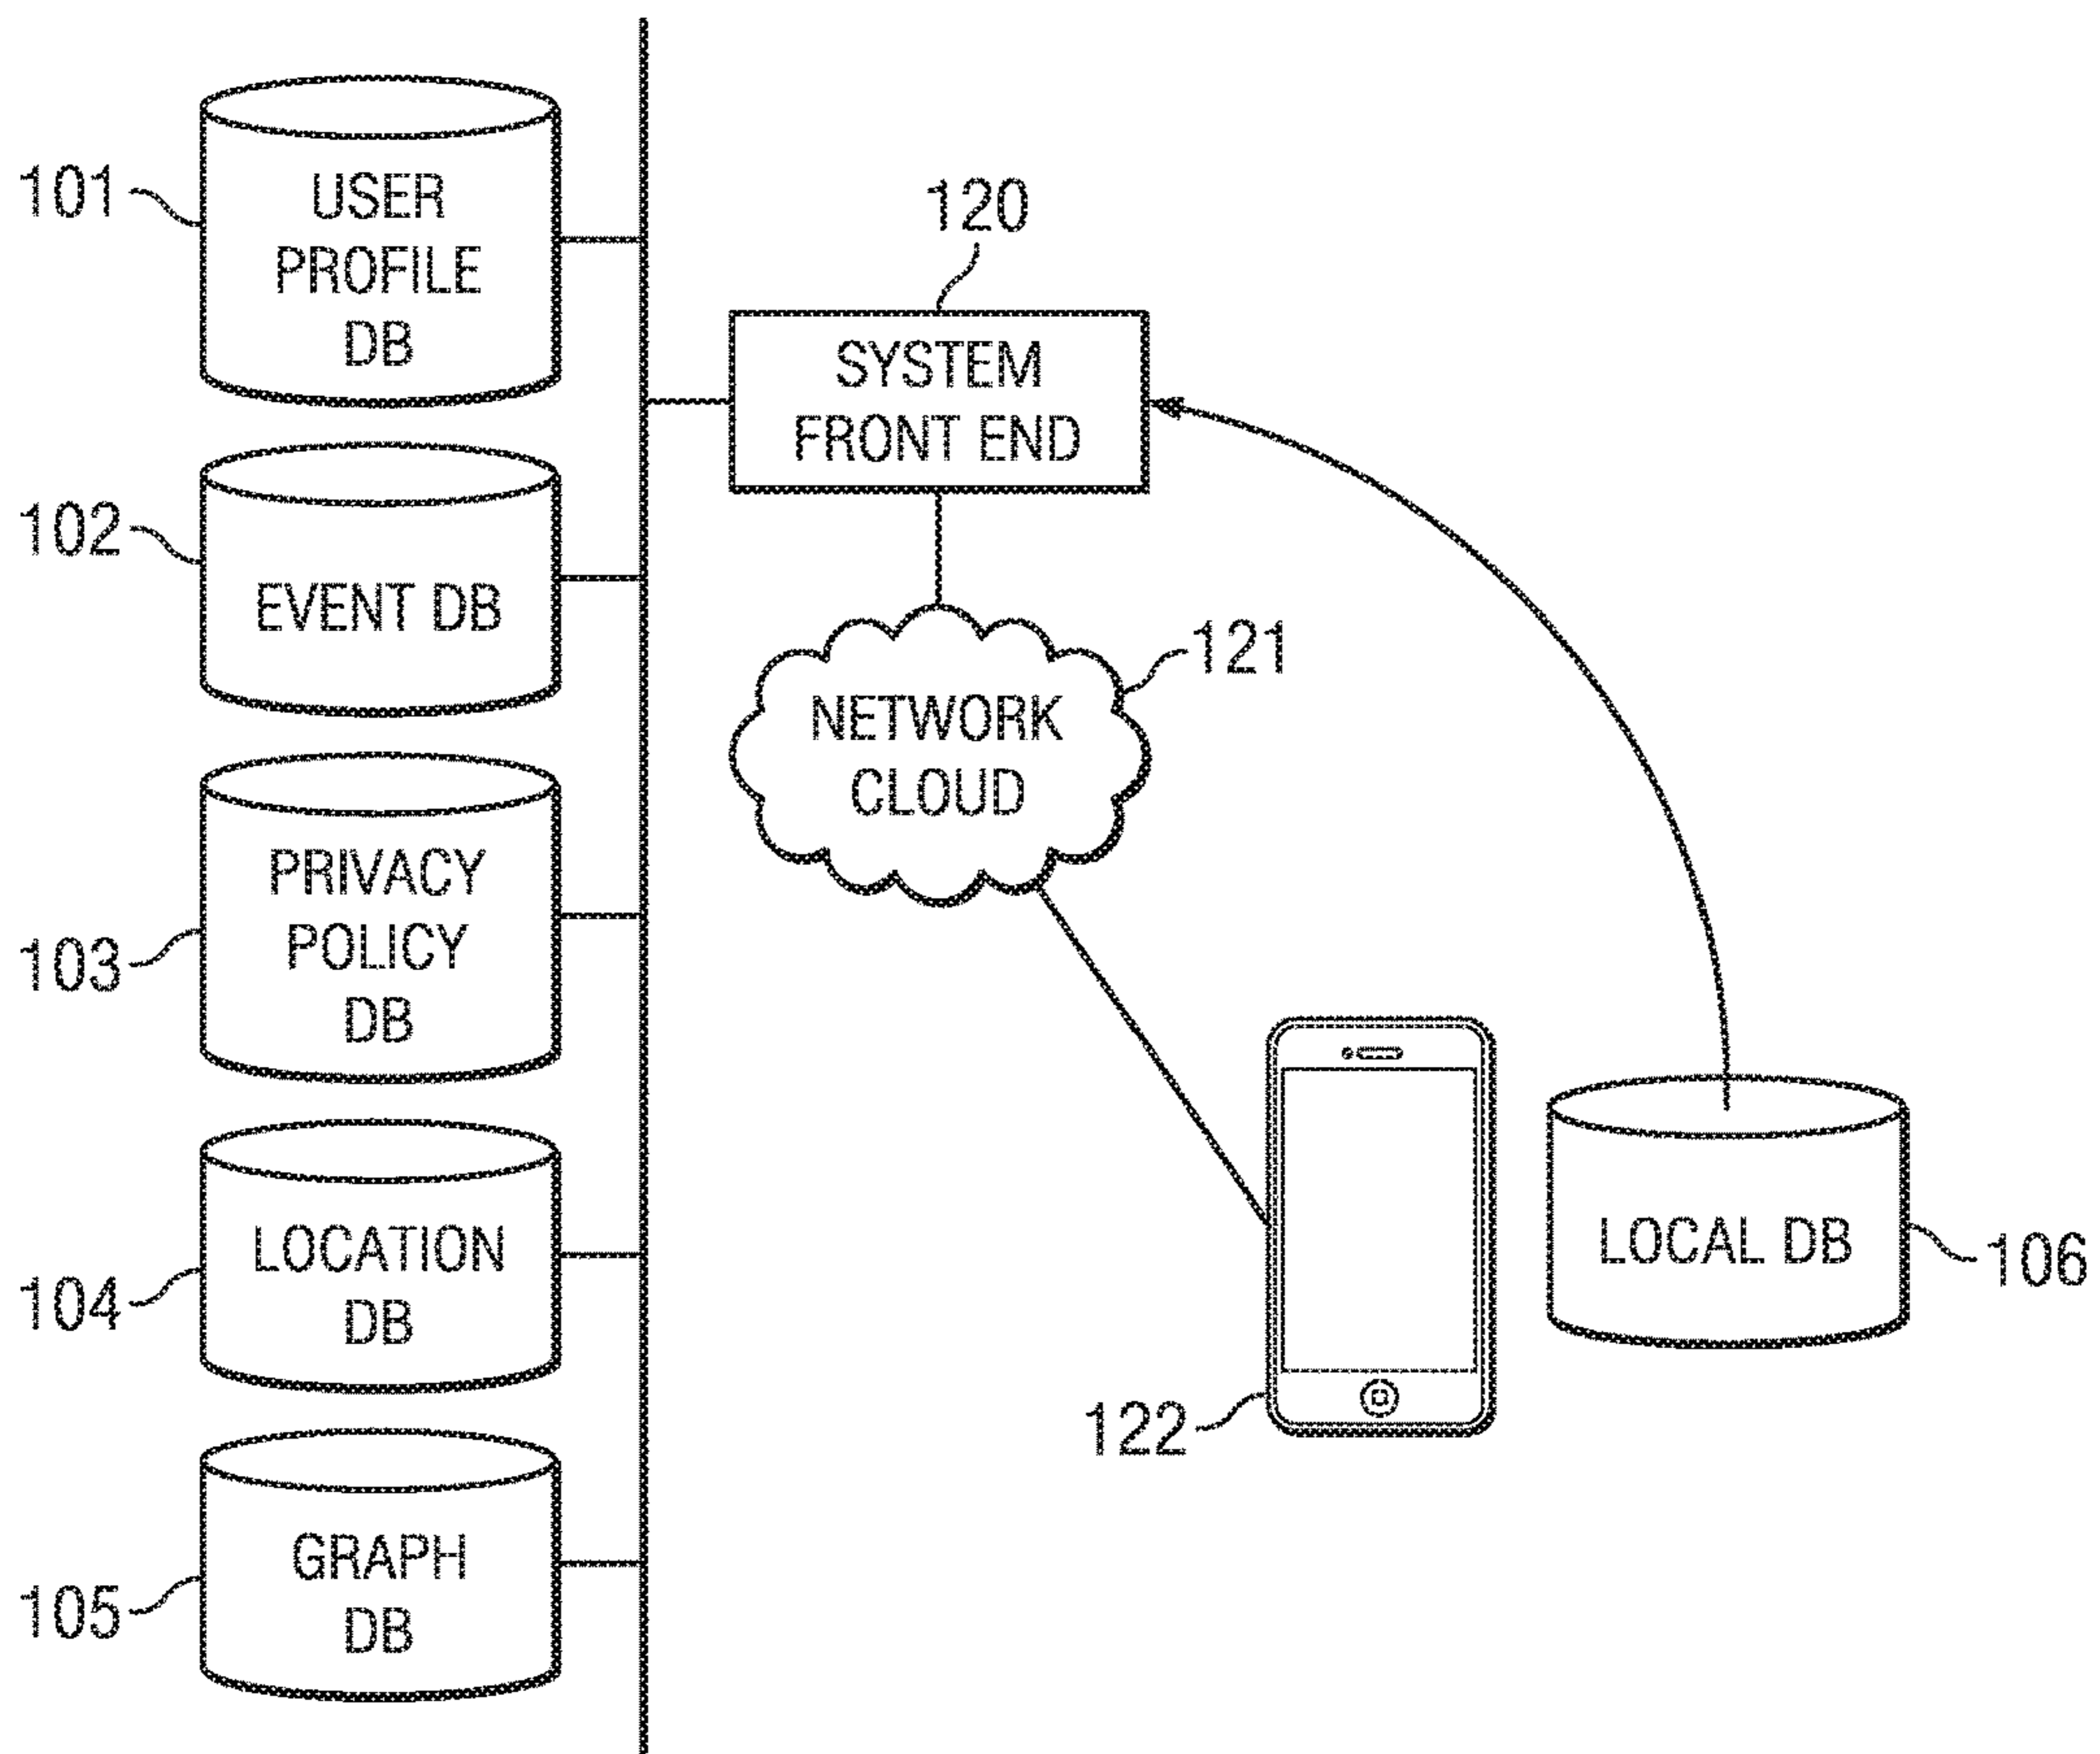 101
USER
PROFILE
DB
120
SYSTEM
FRONT END
102
EVENT DB
121
NETWORK
CLOUD
103
PRIVACY
POLICY
DB
104
LOCATION
DB
LOCAL DB
106
122
105
GRAPH
DB